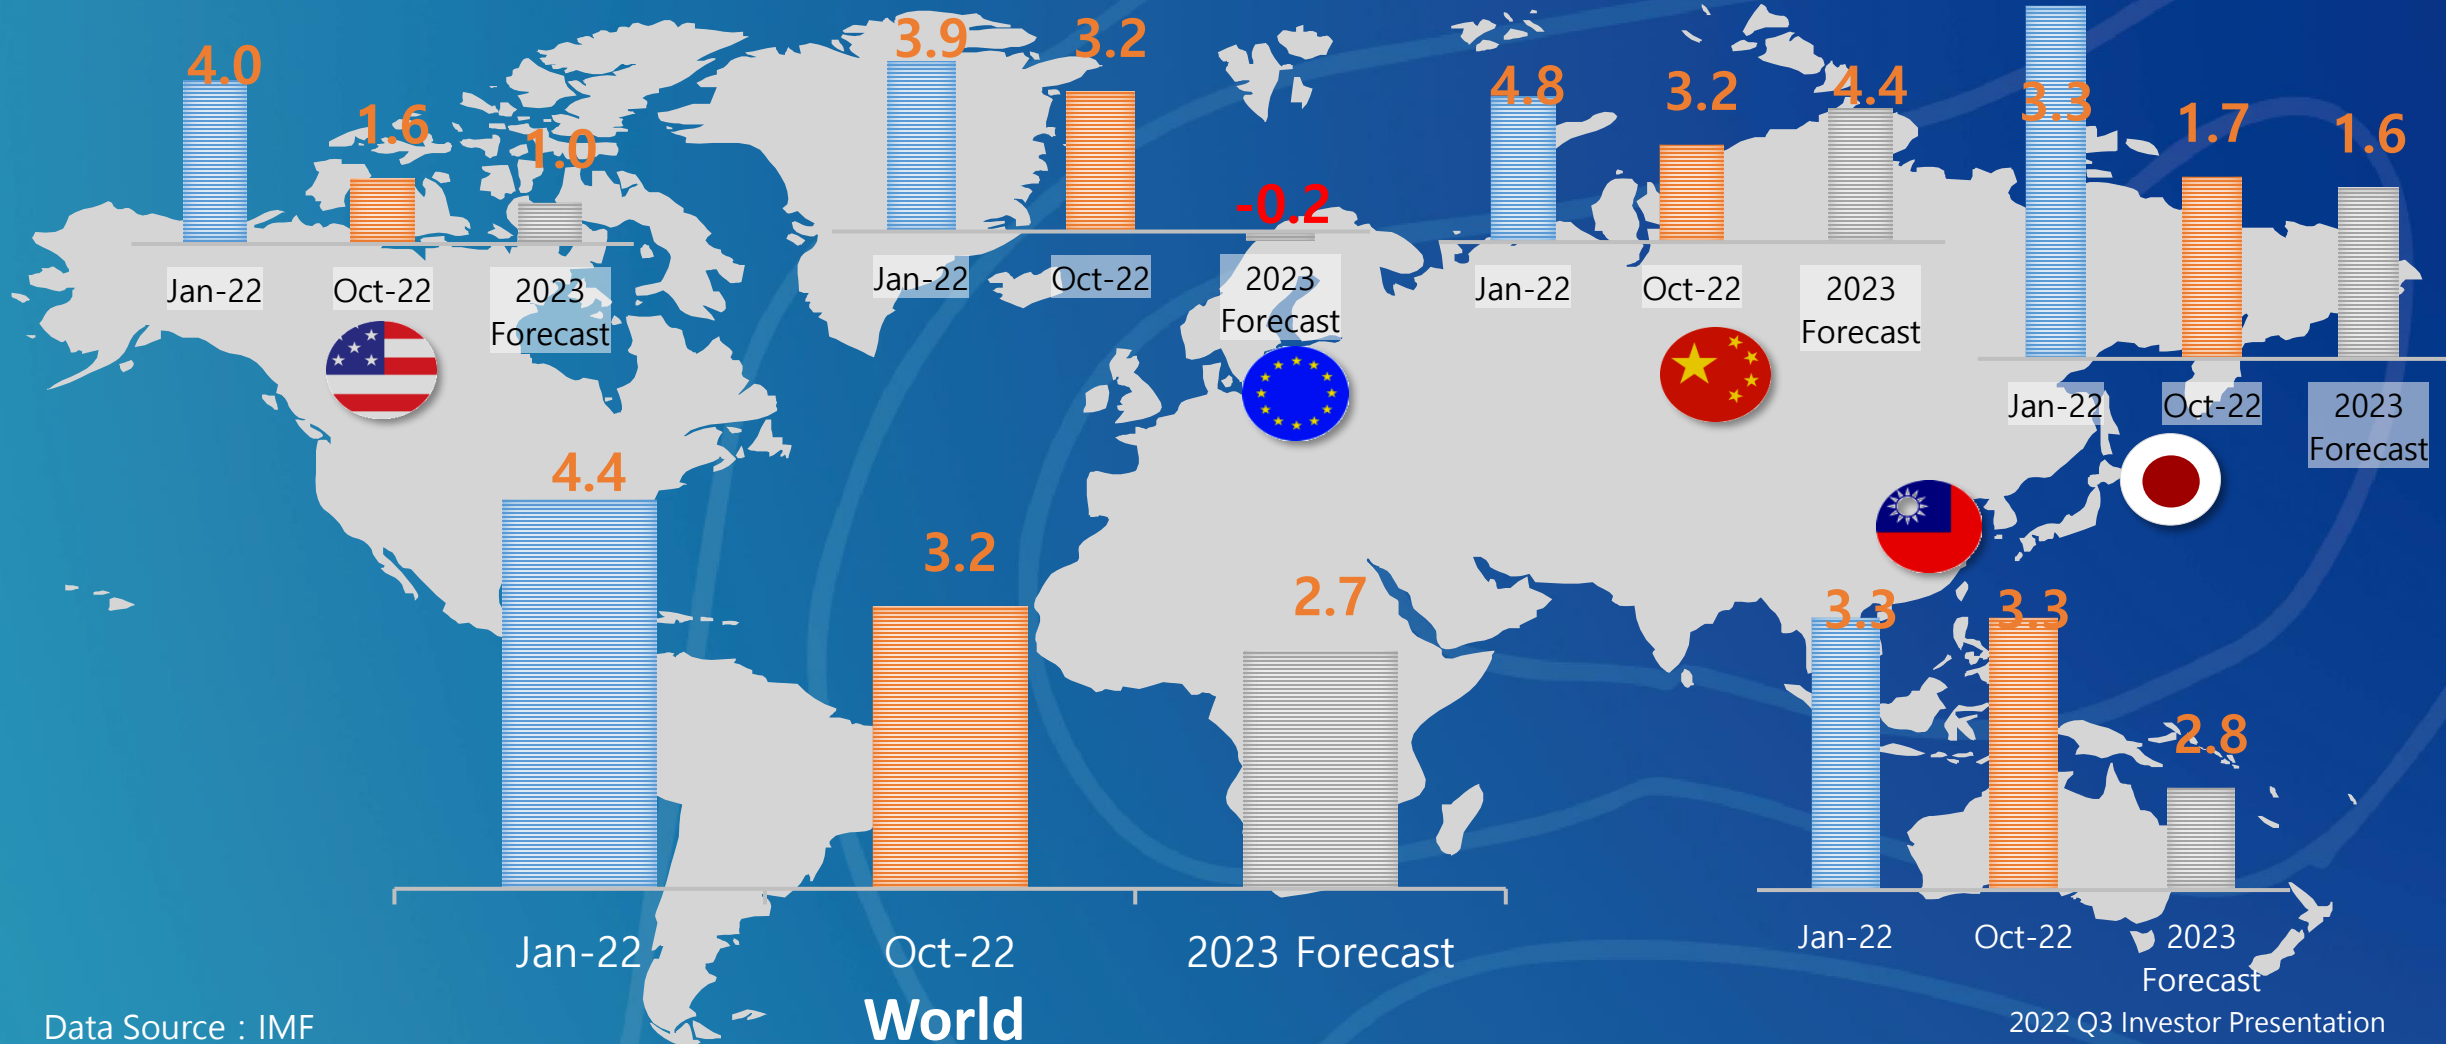 4.0
1.6
1.0
Jan-22
Oct-22
2023
Forecast
3.9
3.2
-0.2
Jan-22
Oct-22
2023
Forecast
4.8
3.2
4.4
Jan-22
Oct-22
2023
Forecast
3.3
1.7
1.6
Jan-22
Oct-22
2023
Forecast
4.4
3.2
2.7
Jan-22
Oct-22
2023 Forecast
World
3.3
3.3
2.8
Jan-22
Oct-22
2023
Forecast
Data Source：IMF
2022 Q3 Investor Presentation